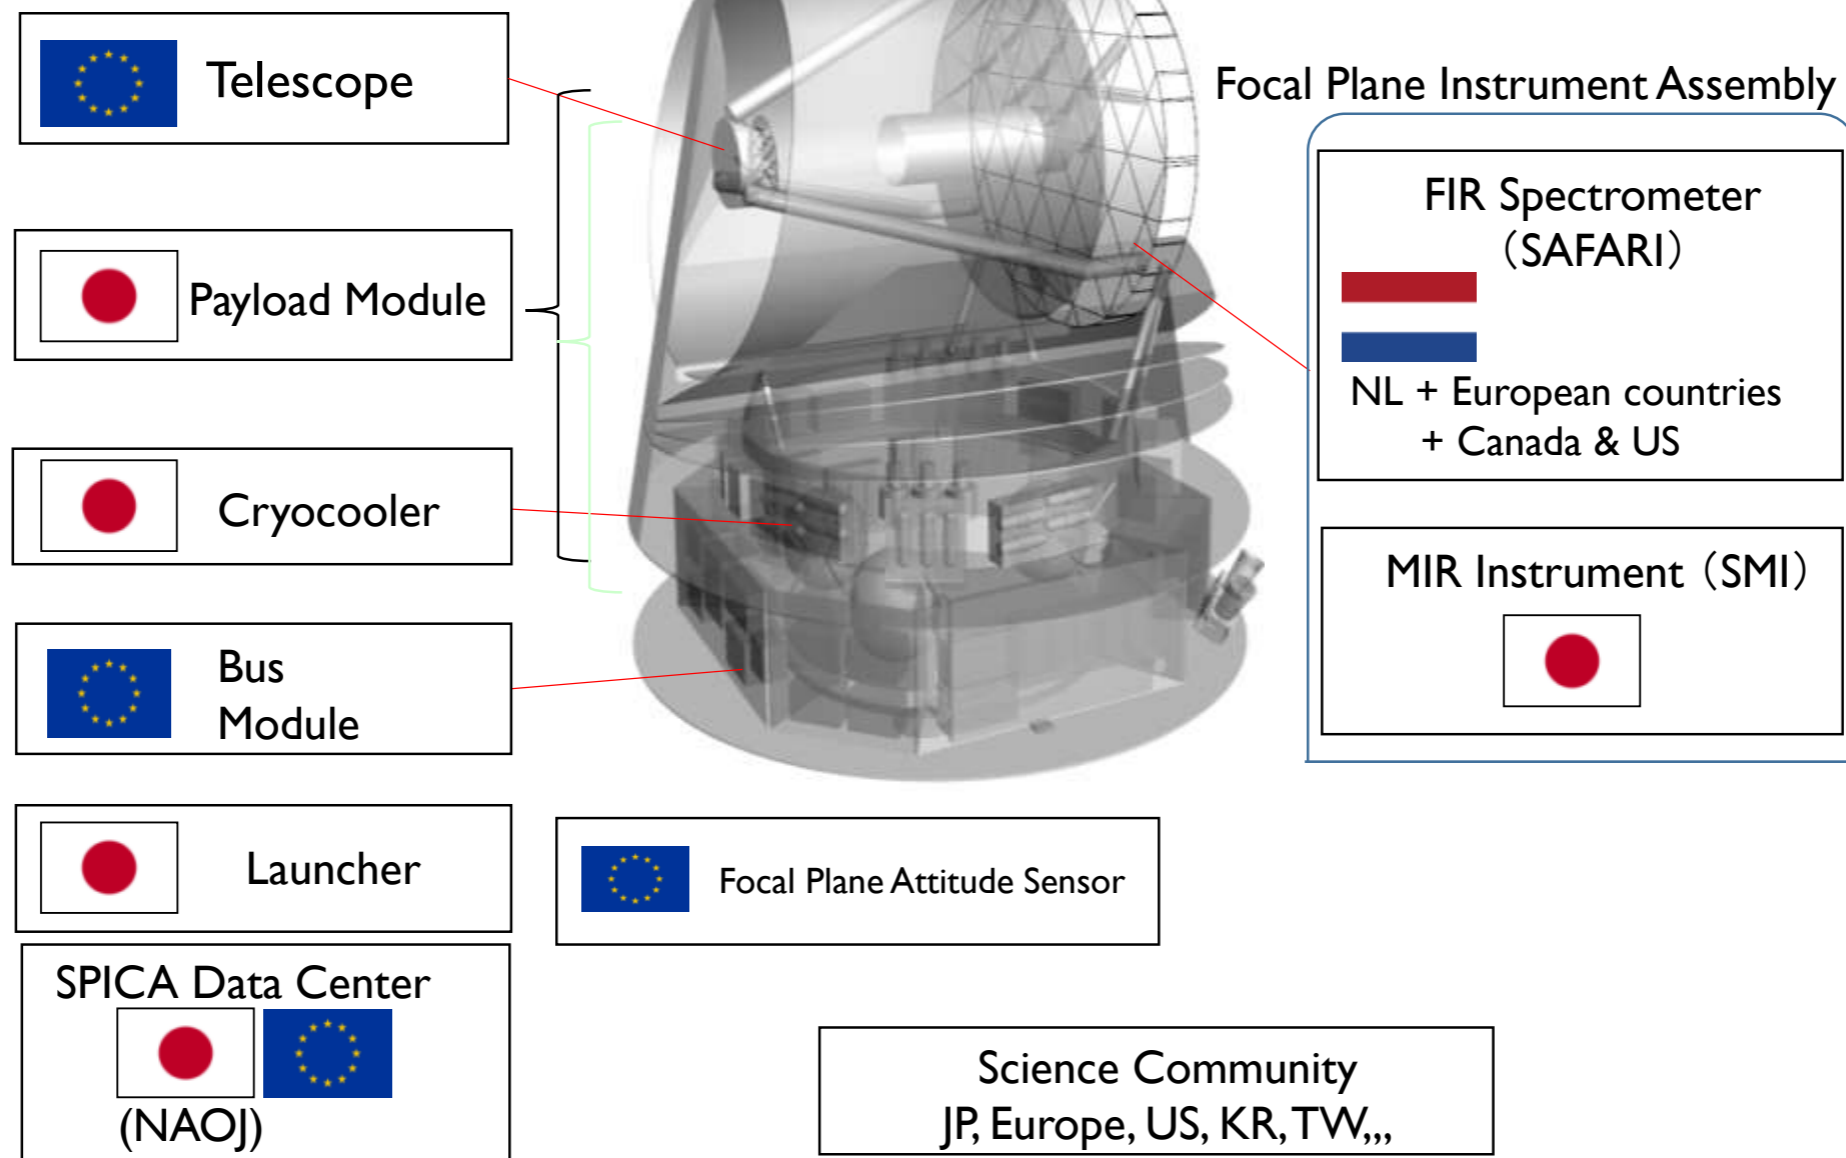 Telescope
Payload Module
Cryocooler
Bus
Module
Launcher
SPICA Data Center
(NAOJ)
Focal Plane Attitude Sensor
Focal Plane Instrument Assembly
FIR Spectrometer
（SAFARI）
NL + European countries
+ Canada & US
MIR Instrument（SMI）
Science Community
JP, Europe, US, KR, TW,,,